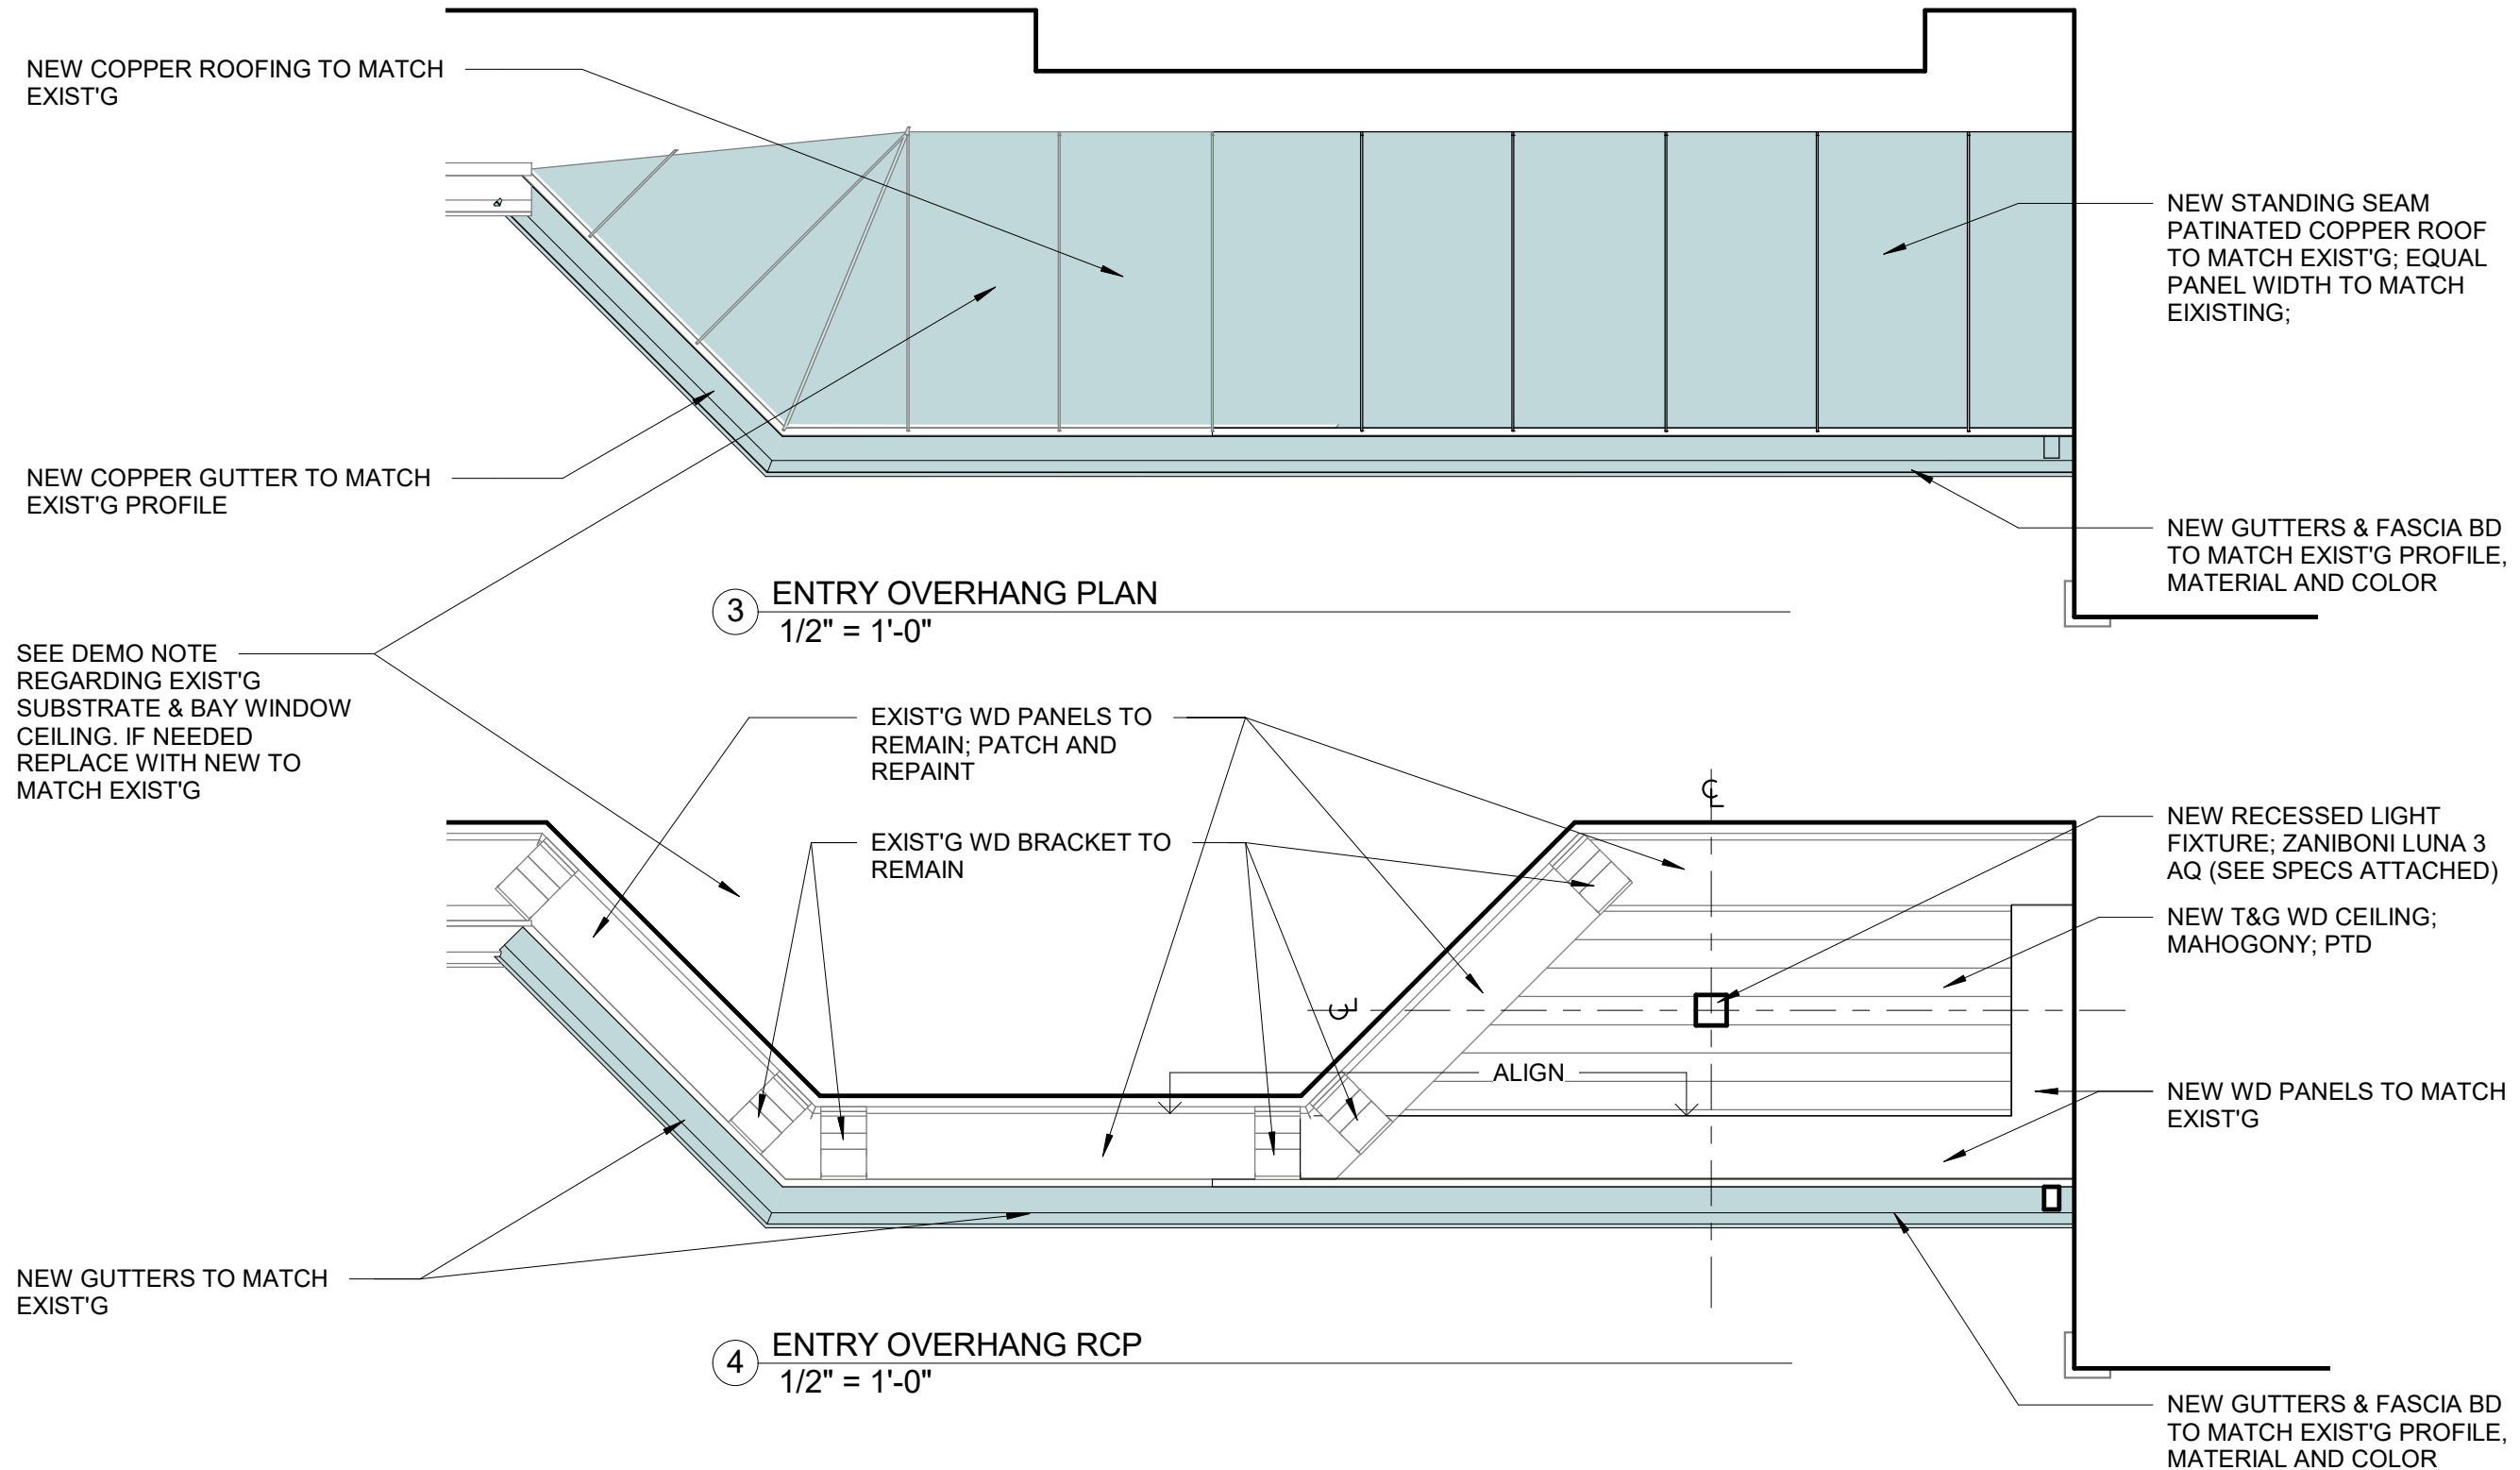 NEW COPPER ROOFING TO MATCH
EXIST'G
NEW STANDING SEAM
PATINATED COPPER ROOF
TO MATCH EXIST'G; EQUAL
PANEL WIDTH TO MATCH
EIXISTING;
NEW COPPER GUTTER TO MATCH
EXIST'G PROFILE
NEW GUTTERS & FASCIA BD
TO MATCH EXIST'G PROFILE,
MATERIAL AND COLOR
3 ENTRY OVERHANG PLAN
1/2" = 1'-0"
SEE DEMO NOTE
REGARDING EXIST'G
SUBSTRATE & BAY WINDOW
CEILING. IF NEEDED
REPLACE WITH NEW TO
MATCH EXIST'G
EXIST'G WD PANELS TO
REMAIN; PATCH AND
REPAINT
EXIST'G WD BRACKET TO
REMAIN
CL
NEW RECESSED LIGHT
FIXTURE; ZANIBONI LUNA 3
AQ (SEE SPECS ATTACHED)
NEW T&G WD CEILING;
MAHOGONY; PTD
CL
ALIGN
NEW WD PANELS TO MATCH
EXIST'G
NEW GUTTERS TO MATCH
EXIST'G
4 ENTRY OVERHANG RCP
1/2" = 1'-0"
NEW GUTTERS & FASCIA BD
TO MATCH EXIST'G PROFILE,
MATERIAL AND COLOR